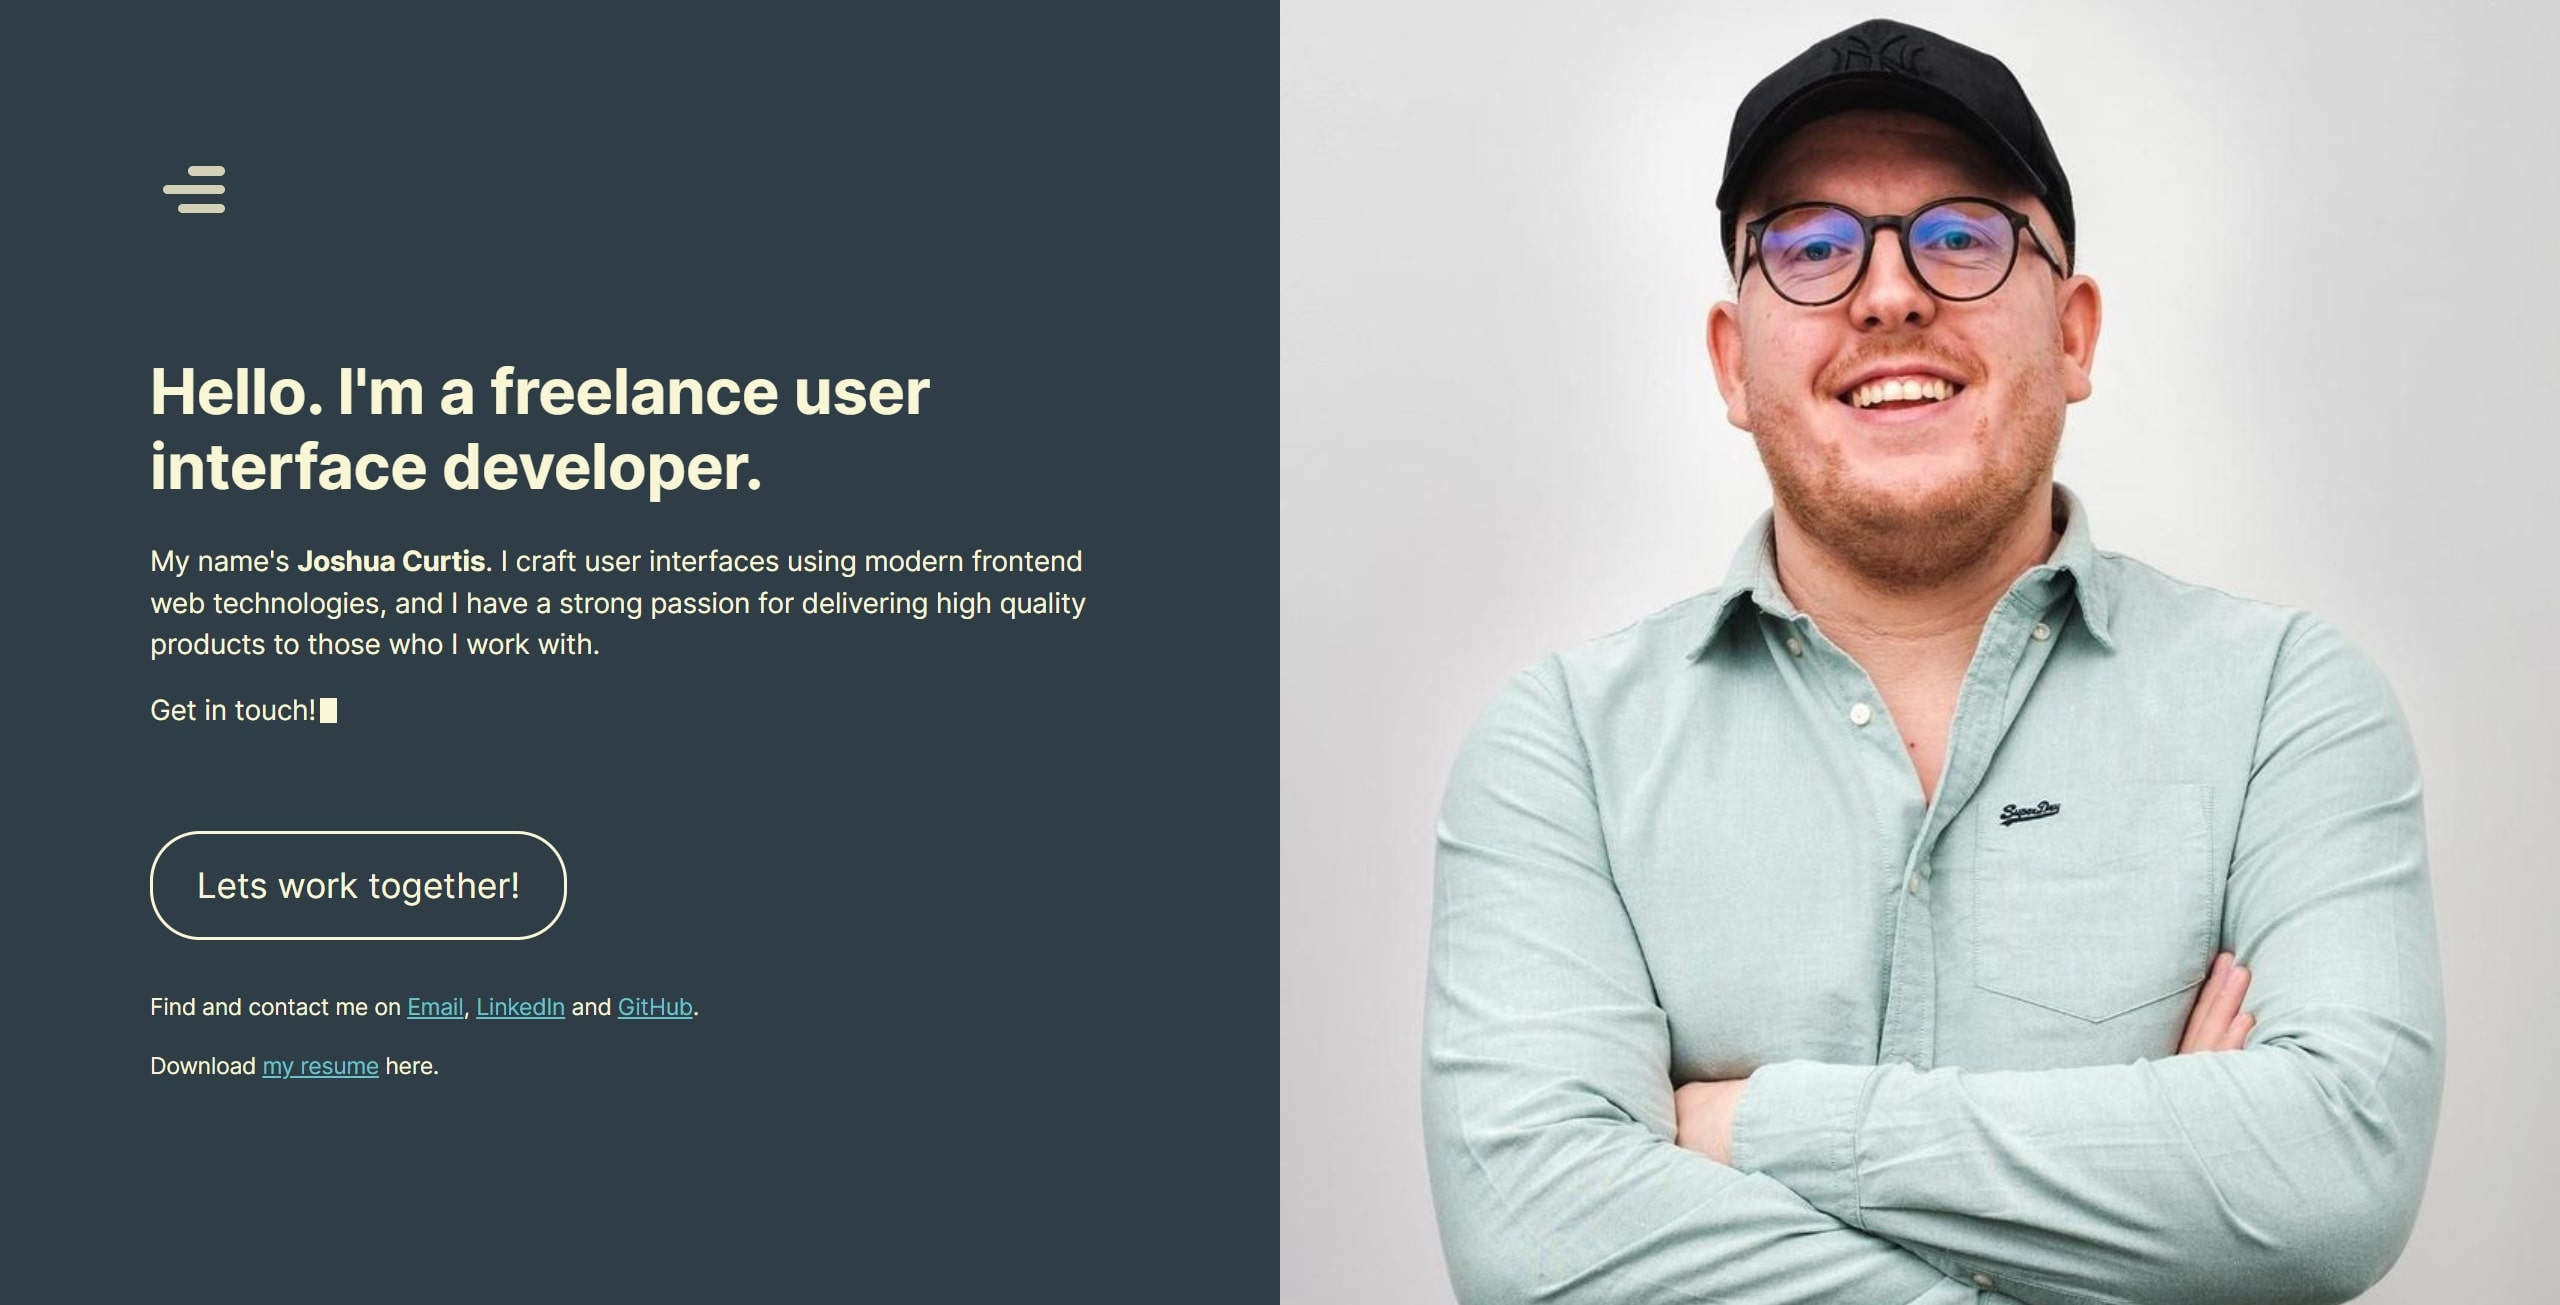 Hello. I'm a freelance user
interface developer.
My name's Joshua Curtis. I craft user interfaces using modern frontend
web technologies, and I have a strong passion for delivering high quality
products to those who I work with.
Get in touch!
Lets work together!
Find and contact me on Email, LinkedIn and GitHub.
Download my resume here.
SuperDry